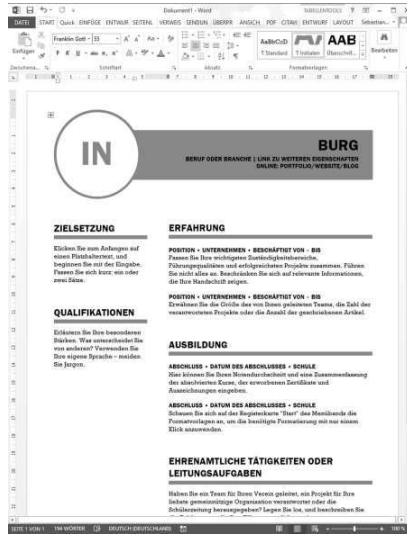 Dokument1 - Word
TABELLENTOOLS
DATEI START Quick EINFÜGE ENTWUR SEITENL VERWEIS SENDUN ÜBERPR ANSICH PDF CITAVI ENTWURF LAYOUT Sebastian...
Franklin Gott 33
Einfügen
F K U
AaBbCcD
AAB
Bearbeiten
¶ Standard ¶ Initialen Überschrif...
Zwischena... Schriftart Absatz Formatvorlagen
IN
BURG
BERUF ODER BRANCHE | LINK ZU WEITEREN EIGENSCHAFTEN
ONLINE: PORTFOLIO/WEBSITE/BLOG
ZIELSETZUNG
Klicken Sie zum Anfangen auf
einen Platzhaltertext, und
beginnen Sie mit der Eingabe.
Fassen Sie sich kurz: ein oder
zwei Sätze.
QUALIFIKATIONEN
Erläutern Sie Ihre besonderen
Stärken. Was unterscheidet Sie
von anderen? Verwenden Sie
Ihre eigene Sprache – meiden
Sie Jargon.
ERFAHRUNG
POSITION • UNTERNEHMEN • BESCHÄFTIGT VON – BIS
Fassen Sie Ihre wichtigsten Zuständigkeitsbereiche,
Führungsqualitäten und erfolgreichsten Projekte zusammen. Führen
Sie nicht alles an. Beschränken Sie sich auf relevante Informationen,
die Ihre Handschrift zeigen.
POSITION • UNTERNEHMEN • BESCHÄFTIGT VON – BIS
Erwähnen Sie die Größe des von Ihnen geleiteten Teams, die Zahl der
verantworteten Projekte oder die Anzahl der geschriebenen Artikel.
AUSBILDUNG
ABSCHLUSS • DATUM DES ABSCHLUSSES • SCHULE
Hier können Sie Ihren Notendurchschnitt und eine Zusammenfassung
der absolvierten Kurse, der erworbenen Zertifikate und
Auszeichnungen eingeben.
ABSCHLUSS • DATUM DES ABSCHLUSSES • SCHULE
Schauen Sie sich auf der Registerkarte "Start" des Menübands die
Formatvorlagen an, um die benötigte Formatierung mit nur einem
Klick anzuwenden.
EHRENAMTLICHE TÄTIGKEITEN ODER
LEITUNGSAUFGABEN
Haben Sie ein Team für Ihren Verein geleitet, ein Projekt für Ihre
liebste gemeinnützige Organisation verantwortet oder die
Schülerzeitung herausgegeben? Legen Sie los, und beschreiben Sie
SEITE 1 VON 1 194 WÖRTER DEUTSCH (DEUTSCHLAND) 100 %